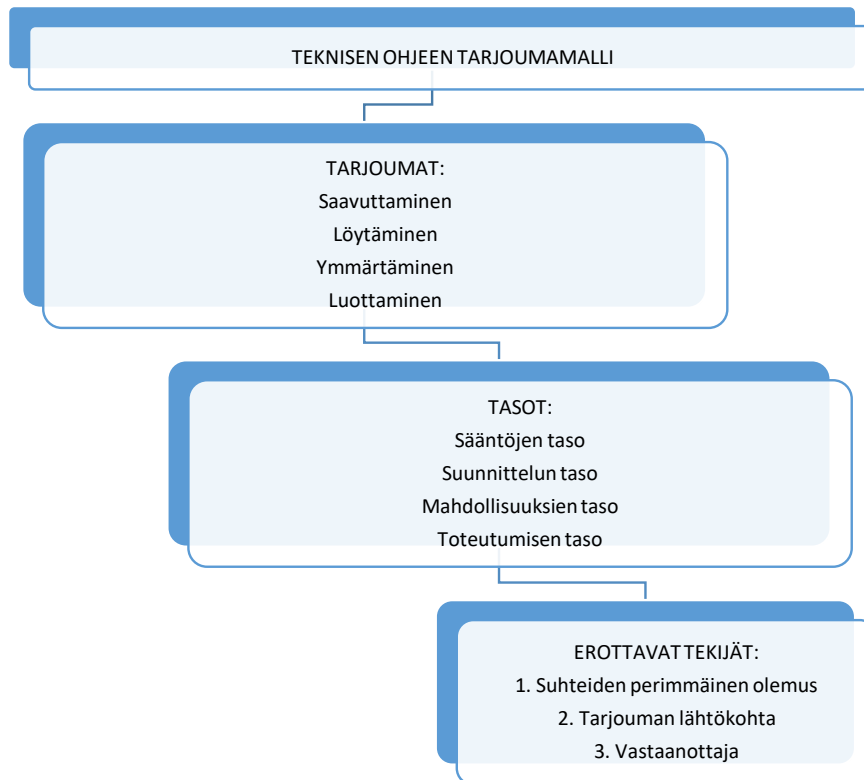 TEKNISEN OHJEEN TARJOUMAMALLI
TARJOUMAT:
Saavuttaminen
Löytäminen
Ymmärtäminen
Luottaminen
TASOT:
Sääntöjen taso
Suunnittelun taso
Mahdollisuuksien taso
Toteutumisen taso
EROTTAVAT TEKIJÄT:
1. Suhteiden perimmäinen olemus
2. Tarjouman lähtökohta
3. Vastaanottaja